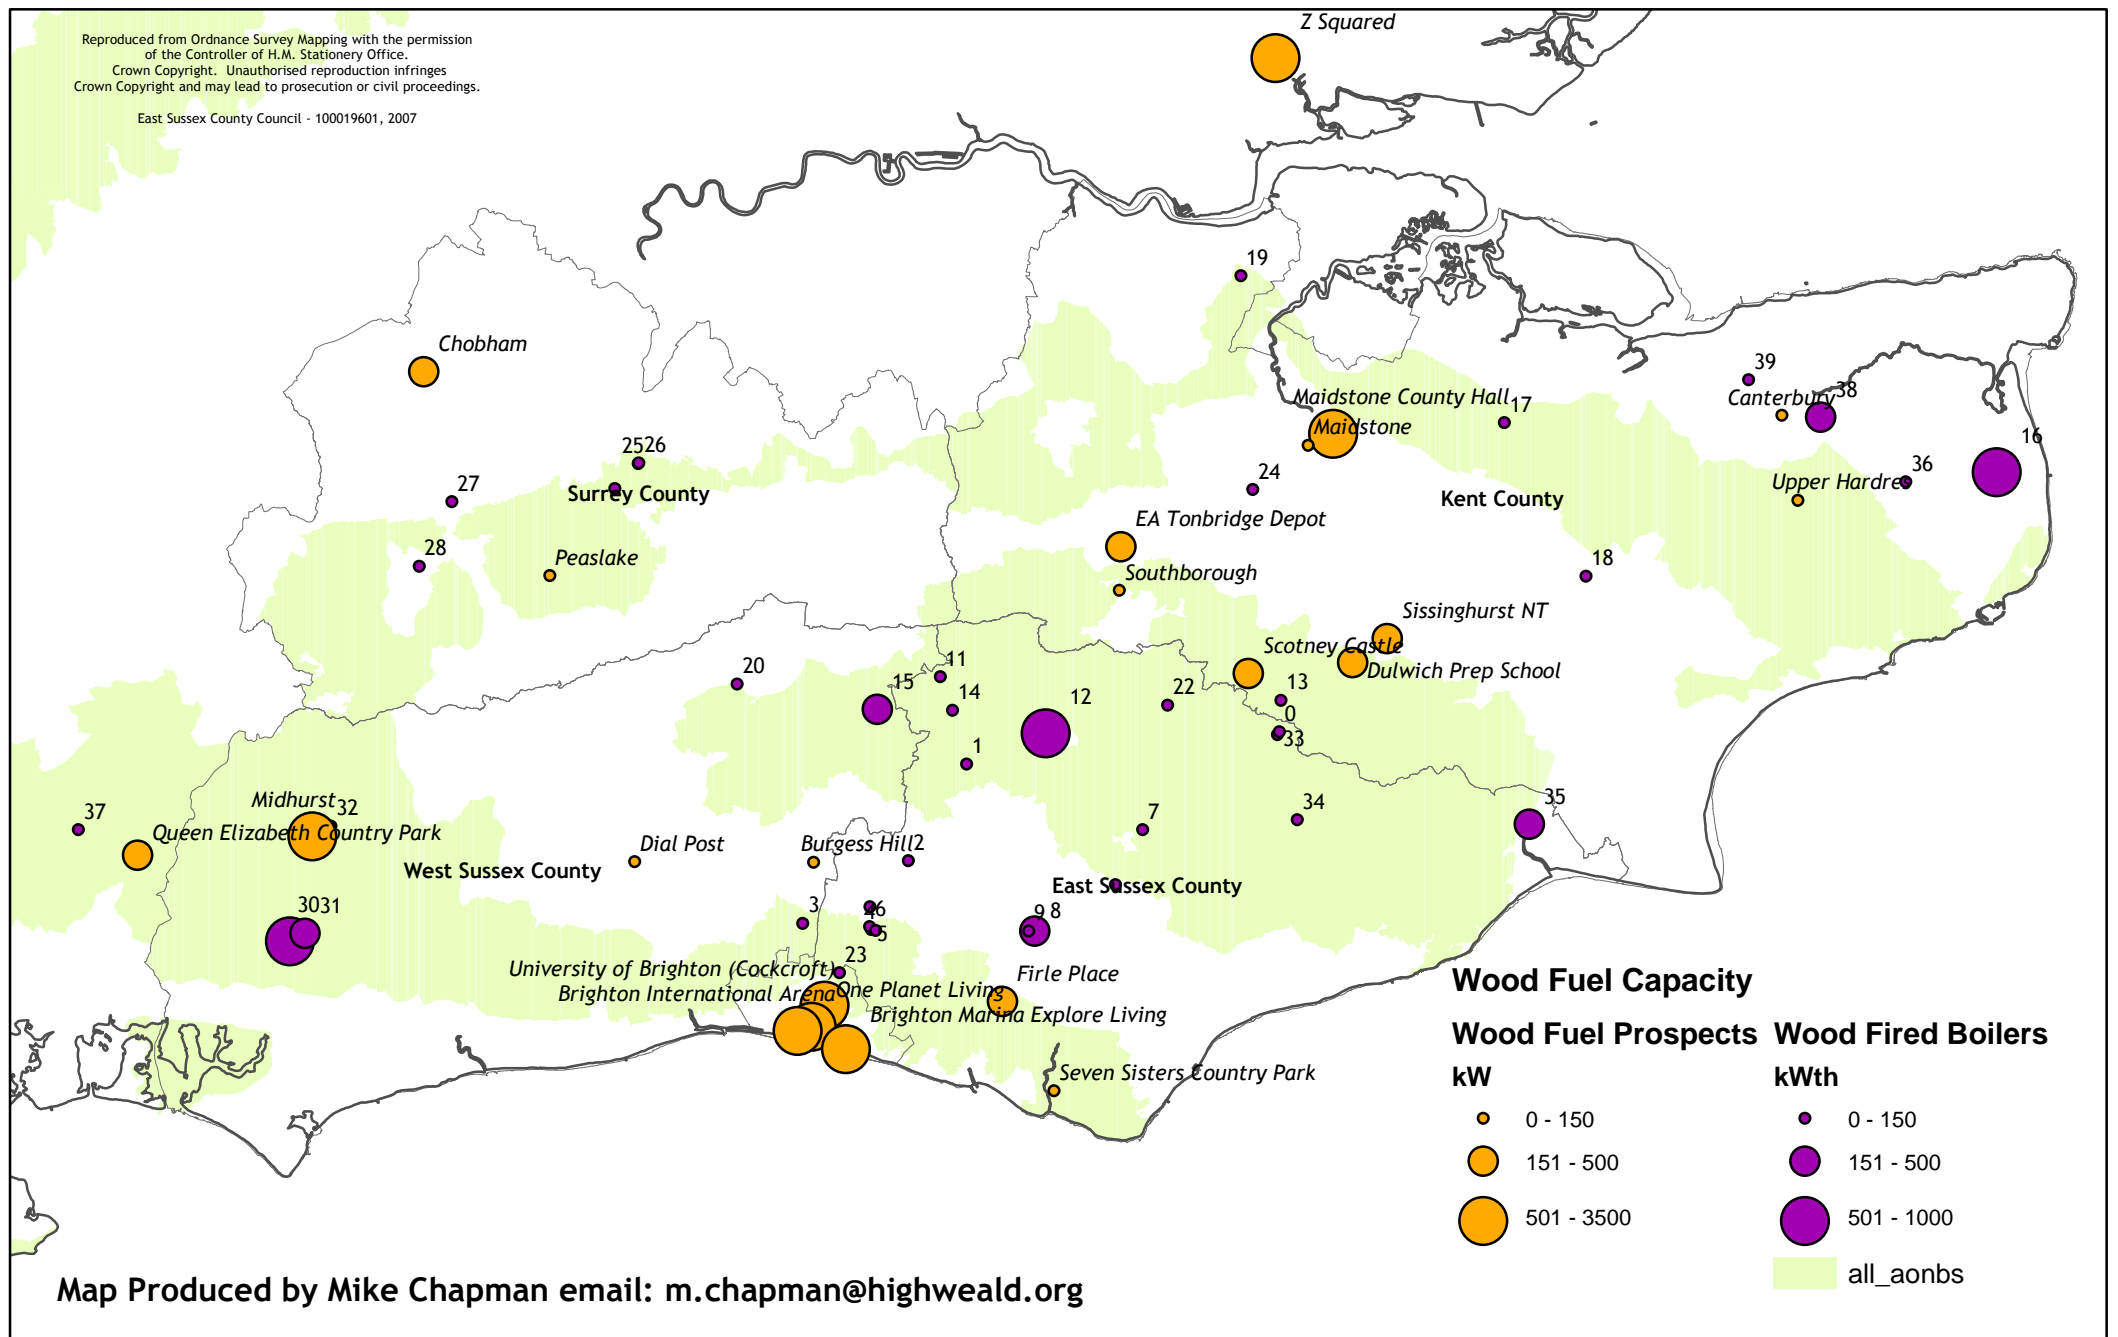 Z Squared
Reproduced from Ordnance Survey Mapping with the permission
of the Controller of H.M. Stationery Office.
Crown Copyright. Unauthorised reproduction infringes
Crown Copyright and may lead to prosecution or civil proceedings.
East Sussex County Council - 100019601, 2007
19
Chobham
39
Maidstone County Hall
17
Canterbury
38
Maidstone
2526
16
24
36
27
Surrey County
Kent County
Upper Hardres
EA Tonbridge Depot
28
Peaslake
18
Southborough
Sissinghurst NT
Scotney Castle
11
20
Dulwich Prep School
15
14
12
22
13
0
33
1
Midhurst
32
34
35
37
7
Queen Elizabeth Country Park
Dial Post
Burgess Hill
2
West Sussex County
East Sussex County
3031
3
46
9
8
5
23
University of Brighton (Cockcroft)
Firle Place
Brighton International Arena
One Planet Living
Brighton Marina Explore Living
Seven Sisters Country Park
Wood Fuel Capacity
Wood Fuel Prospects
Wood Fired Boilers
kW
kWth
0 - 150
0 - 150
151 - 500
151 - 500
501 - 3500
501 - 1000
all_aonbs
Map Produced by Mike Chapman email: m.chapman@highweald.org